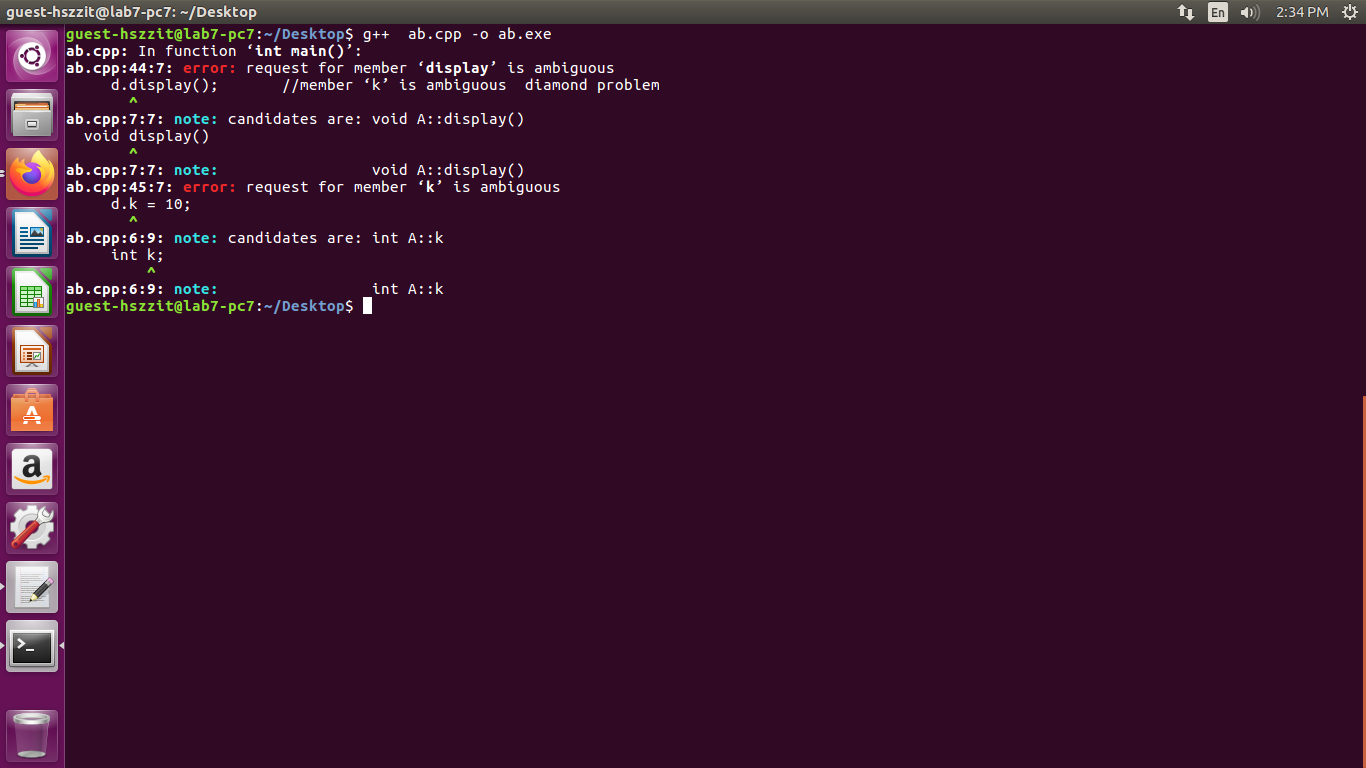 guest-hszzit@lab7-pc7: ~/Desktop
En
2:34 PM
guest-hszzit@lab7-pc7:~/Desktop$ g++  ab.cpp -o ab.exe
ab.cpp: In function ‘int main()’:
ab.cpp:44:7: error: request for member ‘display’ is ambiguous
     d.display();       //member ‘k’ is ambiguous  diamond problem
       ^
ab.cpp:7:7: note: candidates are: void A::display()
  void display()
       ^
ab.cpp:7:7: note:                 void A::display()
ab.cpp:45:7: error: request for member ‘k’ is ambiguous
     d.k = 10;
       ^
ab.cpp:6:9: note: candidates are: int A::k
     int k;
         ^
ab.cpp:6:9: note:                 int A::k
guest-hszzit@lab7-pc7:~/Desktop$